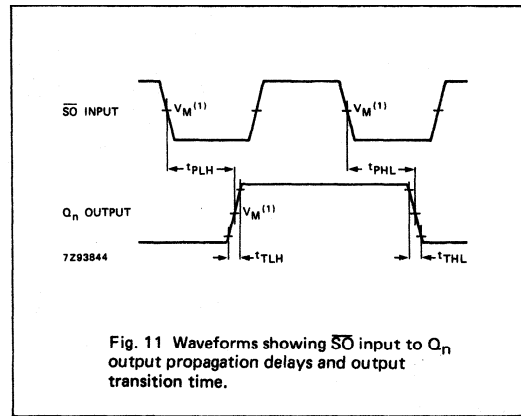 SO INPUT
VM(1)
VM(1)
tPLH
tPHL
Qn OUTPUT
VM(1)
7Z93844
tTLH
tTHL
Fig. 11 Waveforms showing SO input to Qn
output propagation delays and output
transition time.